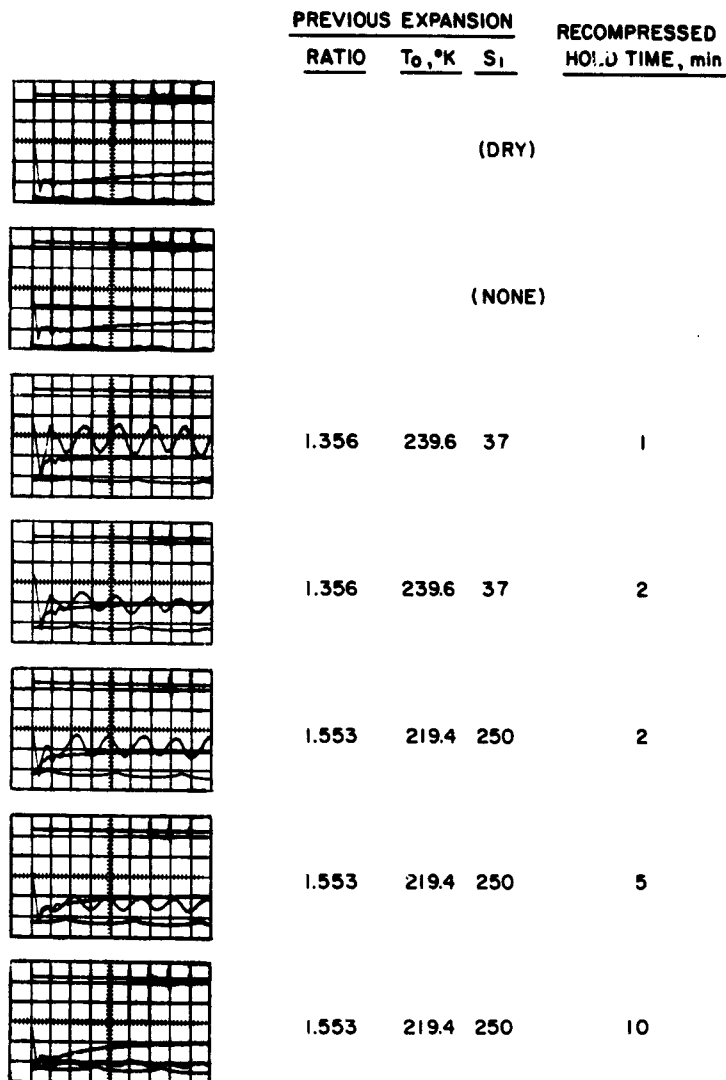 PREVIOUS EXPANSION
RECOMPRESSED
RATIO T₀,°K S₁ HOLD TIME, min
(DRY)
(NONE)
1.356 239.6 37 1
1.356 239.6 37 2
1.553 219.4 250 2
1.553 219.4 250 5
1.553 219.4 250 10